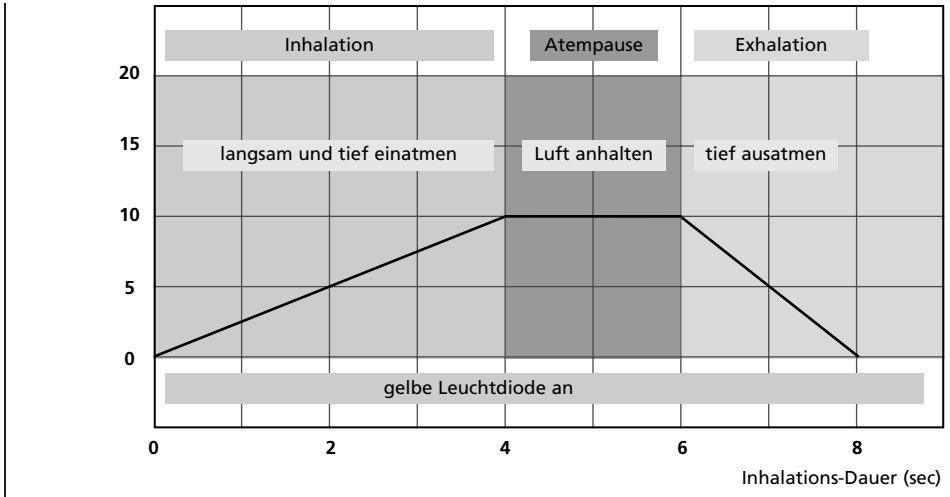 Inhalation Atempause Exhalation
20
15 langsam und tief einatmen Luft anhalten tief ausatmen
10
5
0
gelbe Leuchtdiode an
0 2 4 6 8
Inhalations-Dauer (sec)